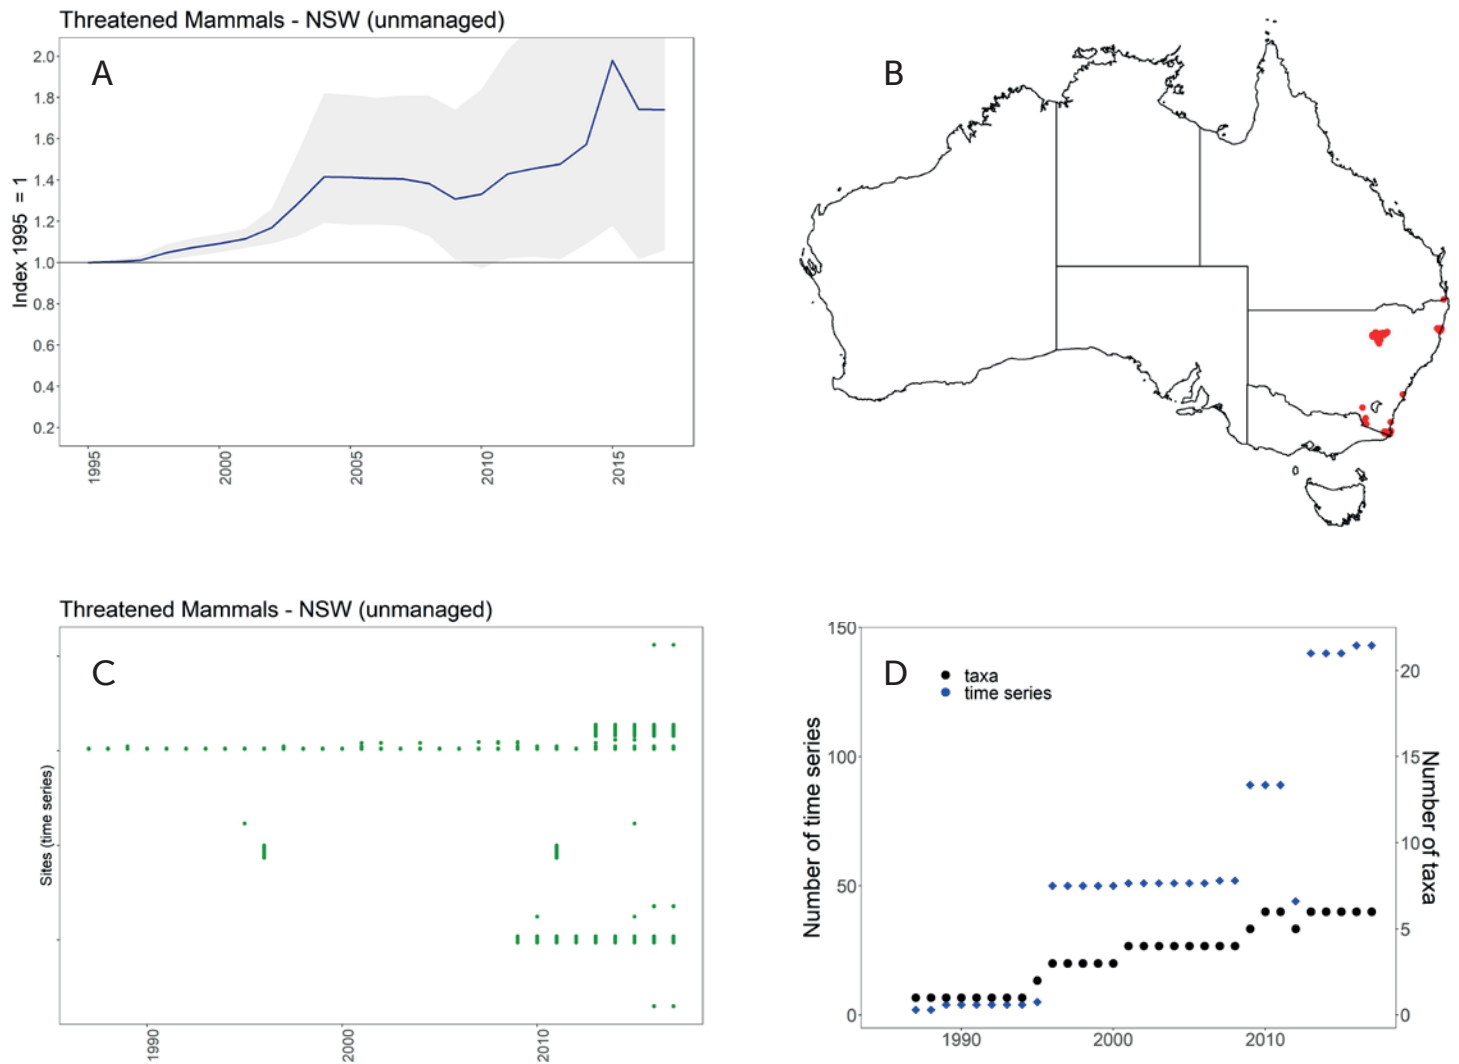 Threatened Mammals - NSW (unmanaged)
A
2.0
1.8
1.6
1.4
1.2
1.0
0.8
0.6
0.4
0.2
Index 1995 = 1
1995
2000
2005
2010
2015
B
Threatened Mammals - NSW (unmanaged)
C
Sites (time series)
1990
2000
2010
D
taxa
time series
150
100
50
0
Number of time series
20
15
10
5
0
Number of taxa
1990
2000
2010